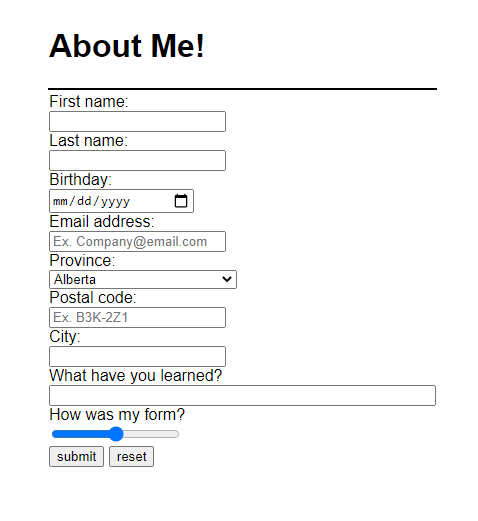 About Me!
First name:
Last name:
Birthday:
mm/dd/yyyy
Email address:
Ex. Company@email.com
Province:
Alberta
Postal code:
Ex. B3K-2Z1
City:
What have you learned?
How was my form?
submit reset